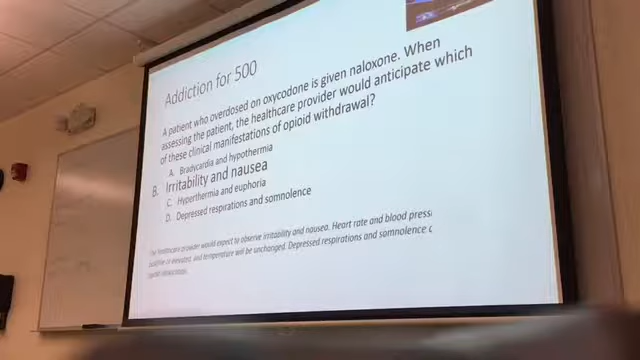 Addiction for 500
A patient who overdosed on oxycodone is given naloxone. When
assessing the patient, the healthcare provider would anticipate which
of these clinical manifestations of opioid withdrawal?
A. Bradycardia and hypothermia
B. Irritability and nausea
C. Hyperthermia and euphoria
D. Depressed respirations and somnolence
The healthcare provider would expect to observe irritability and nausea. Heart rate and blood press
elevated, and temperature will be unchanged. Depressed respirations and somnolence